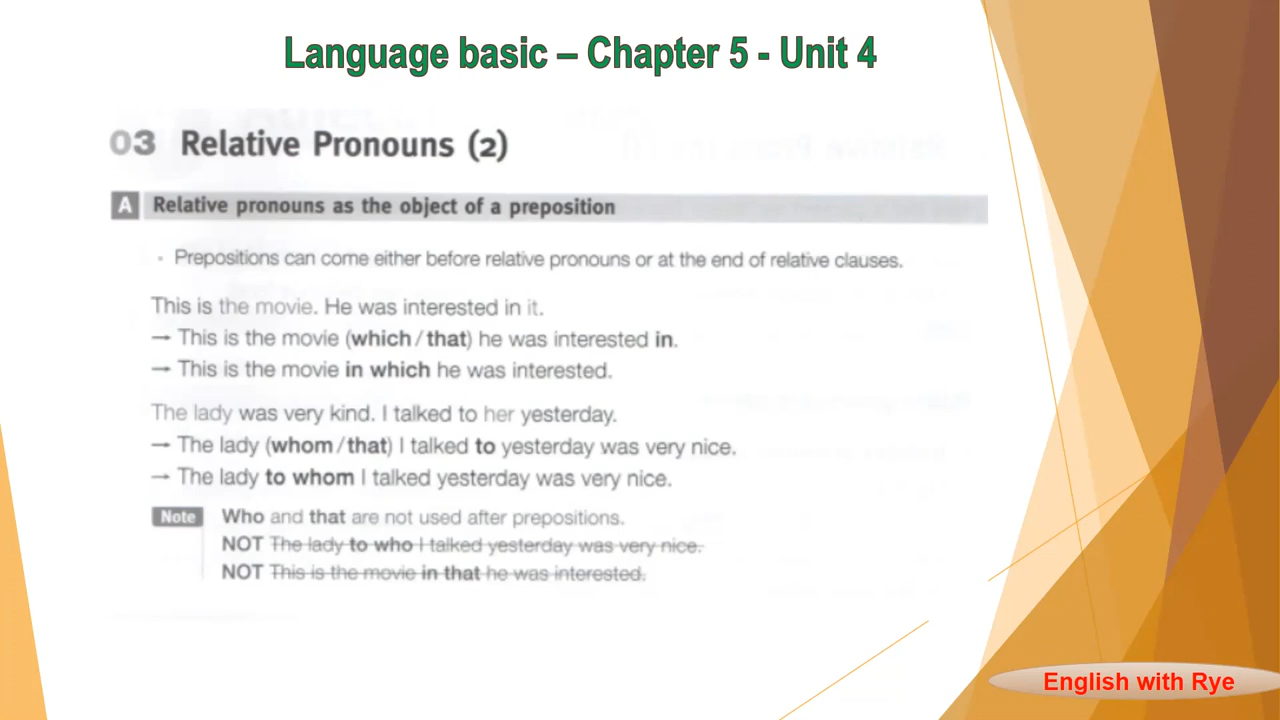 Language basic – Chapter 5 - Unit 4
03 Relative Pronouns (2)
A Relative pronouns as the object of a preposition
· Prepositions can come either before relative pronouns or at the end of relative clauses.
This is the movie. He was interested in it.
→ This is the movie (which / that) he was interested in.
→ This is the movie in which he was interested.
The lady was very kind. I talked to her yesterday.
→ The lady (whom / that) I talked to yesterday was very nice.
→ The lady to whom I talked yesterday was very nice.
Note Who and that are not used after prepositions.
NOT The lady to who I talked yesterday was very nice.
NOT This is the movie in that he was interested.
English with Rye